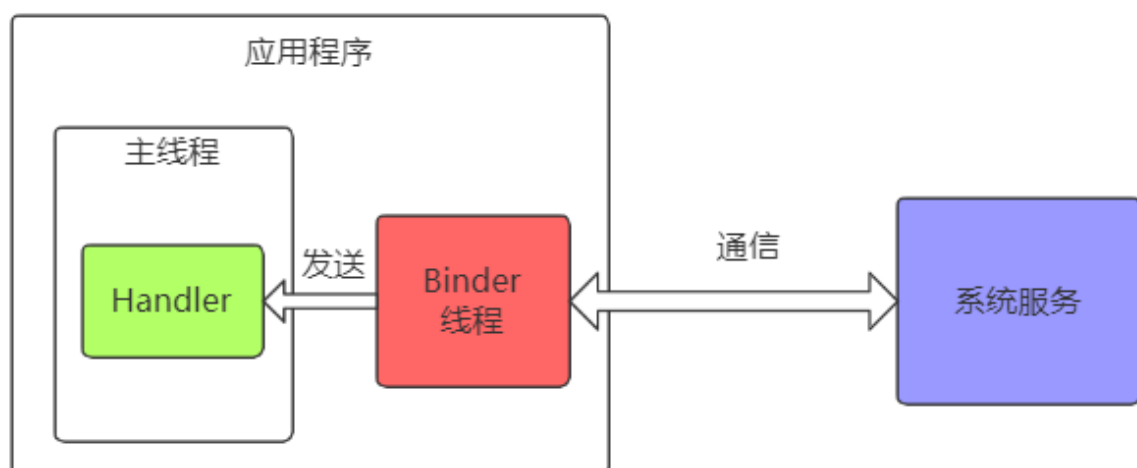 应用程序
主线程
Handler
发送
Binder
线程
通信
系统服务